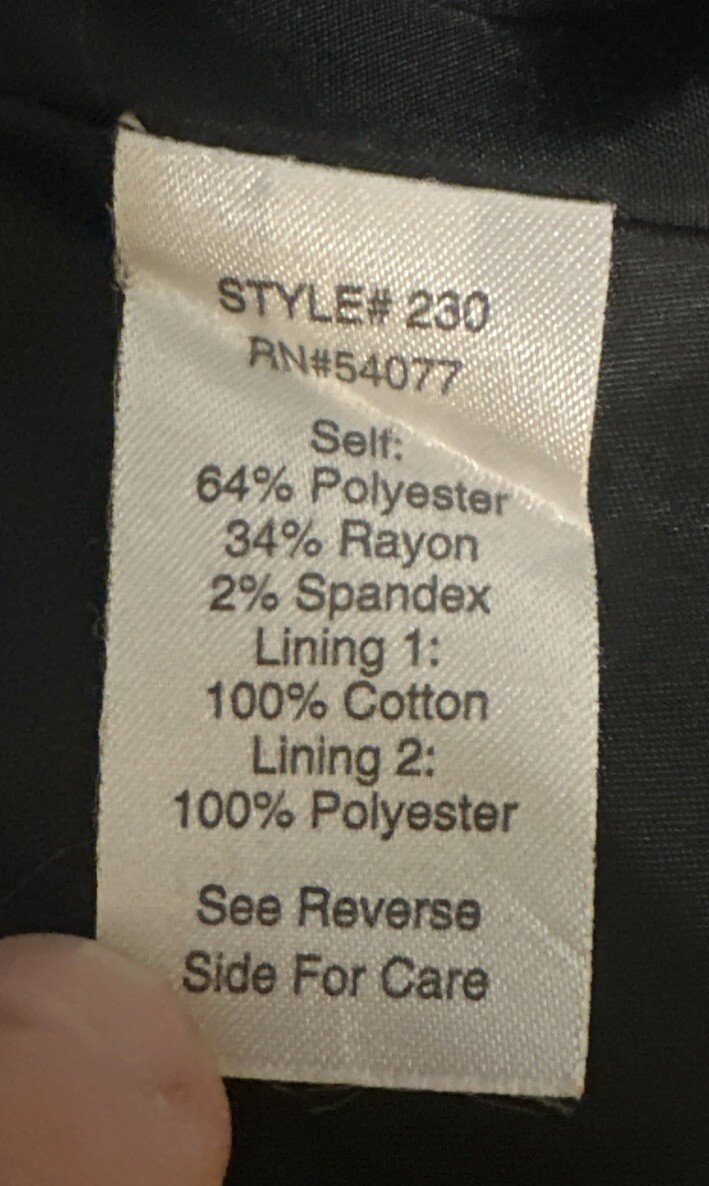 STYLE# 230
RN#54077
Self:
64% Polyester
34% Rayon
2% Spandex
Lining 1:
100% Cotton
Lining 2:
100% Polyester
See Reverse
Side For Care